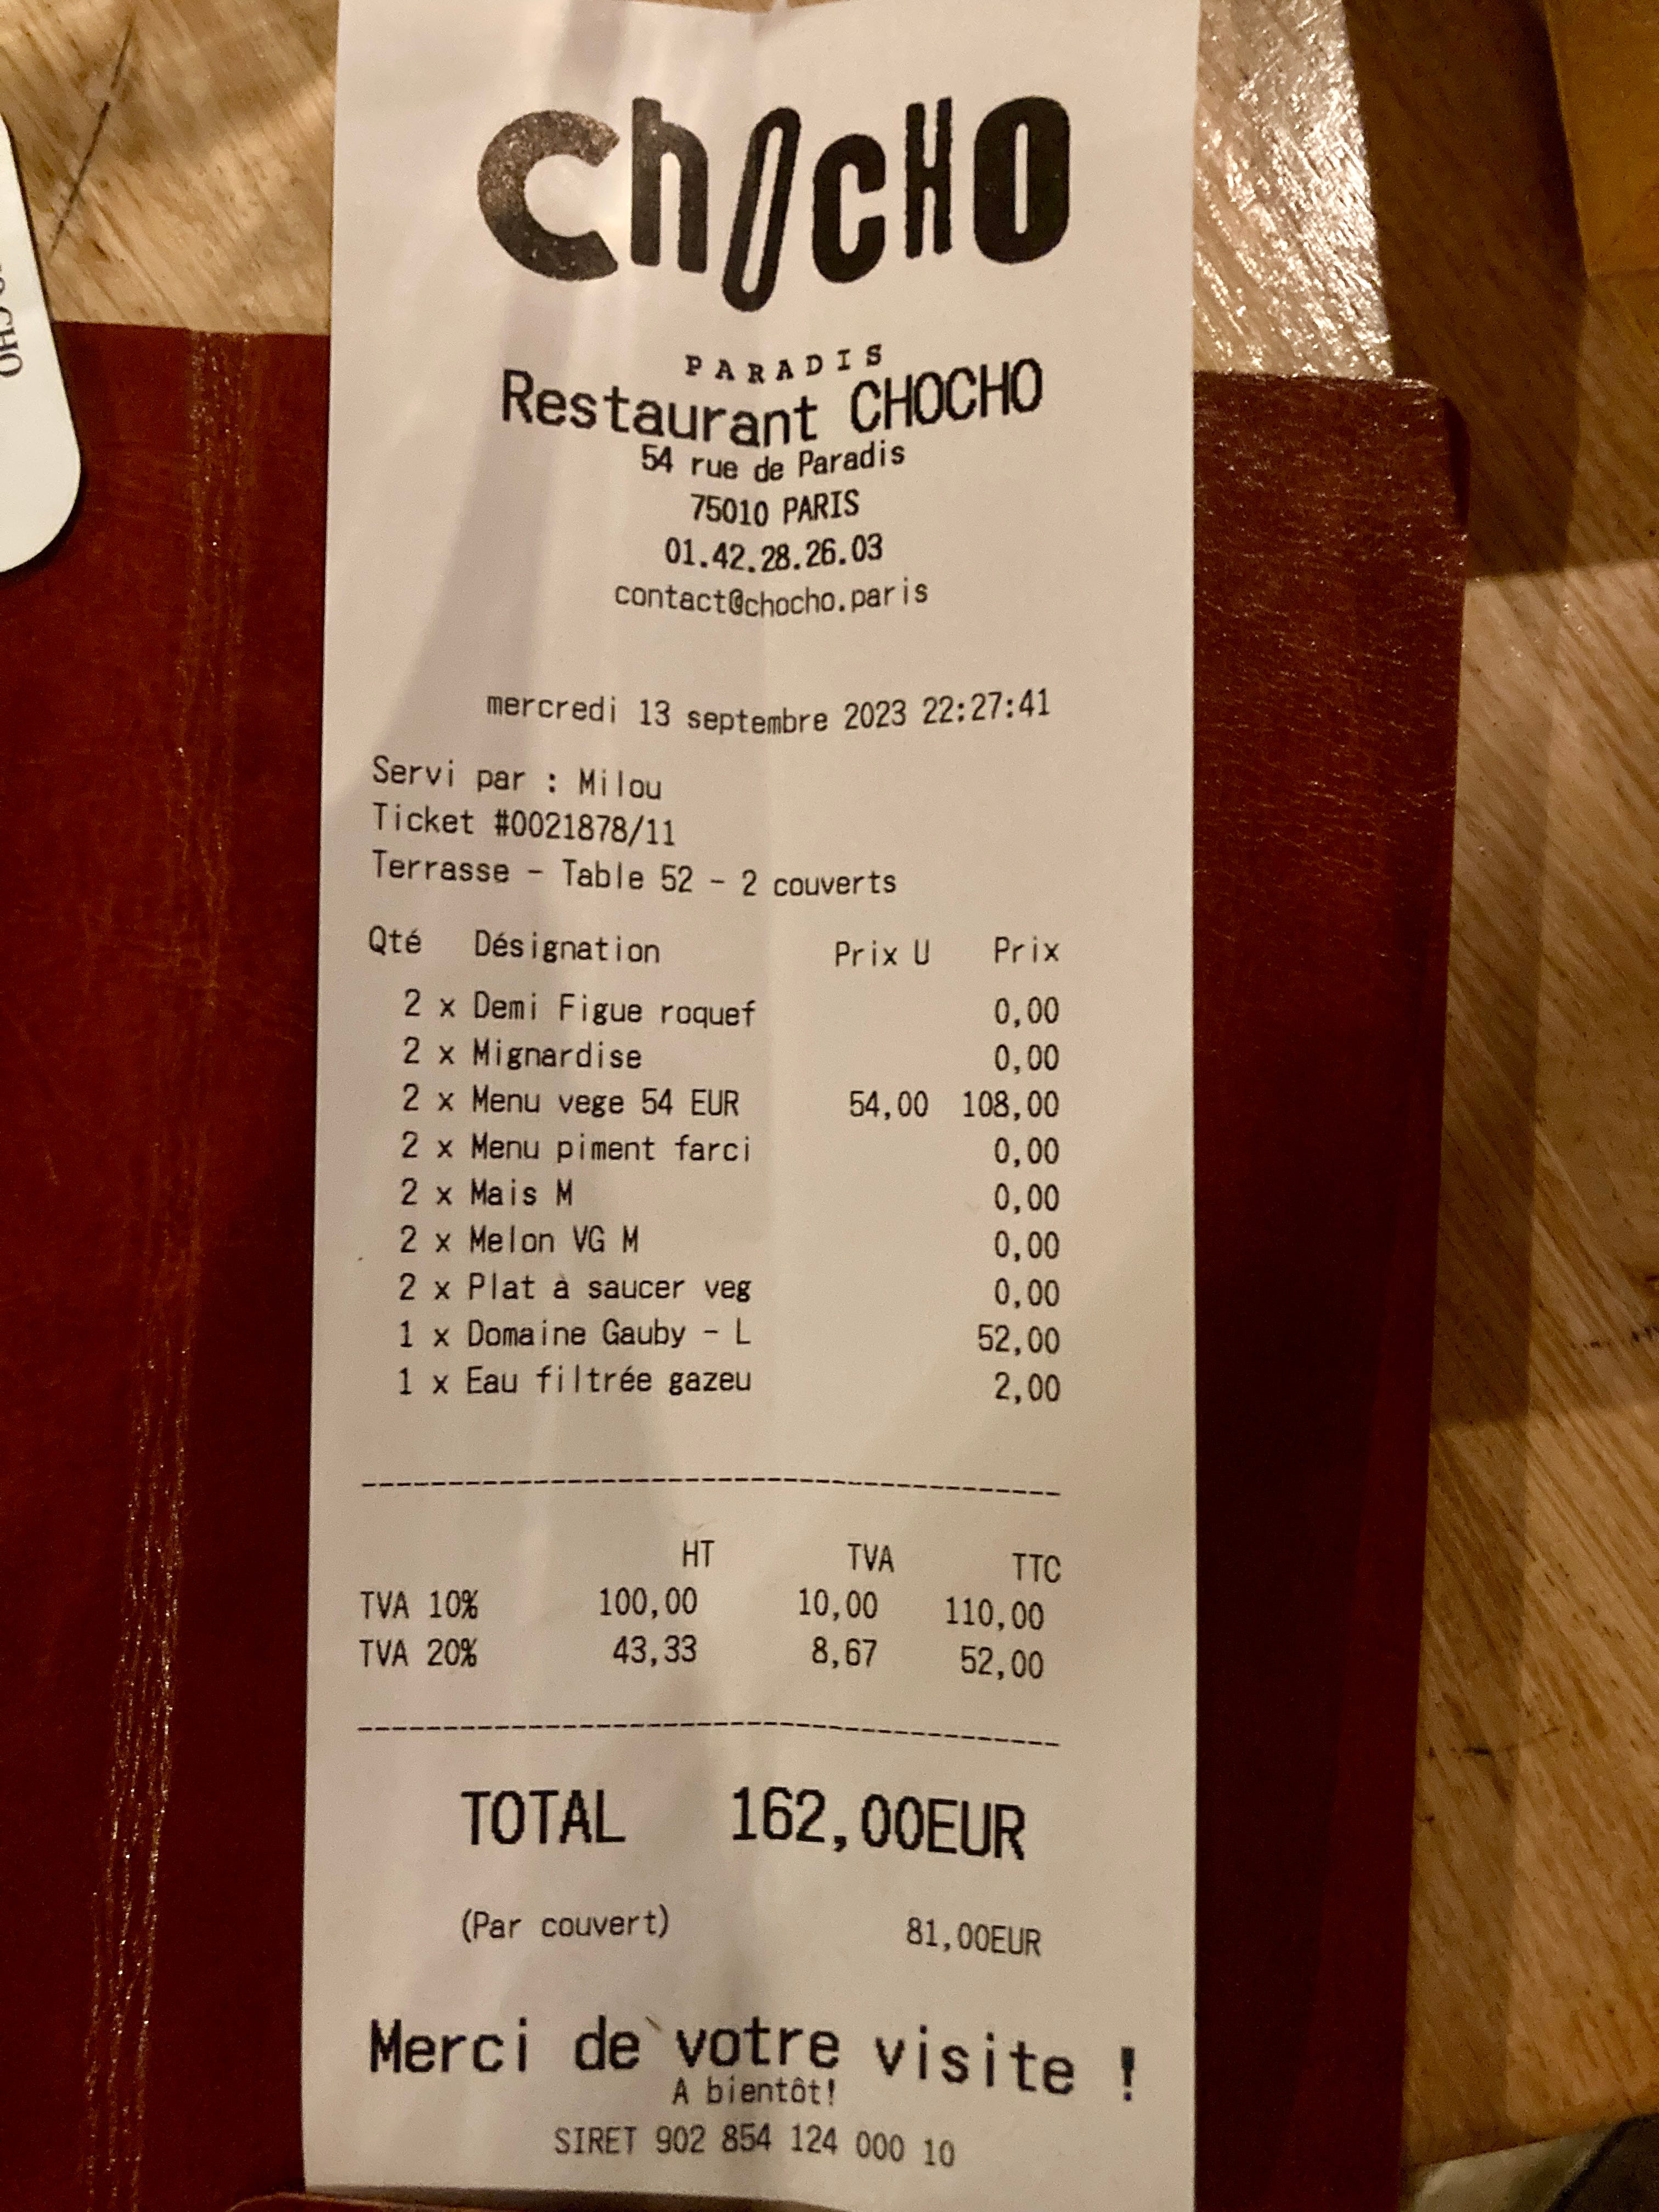 ChOCHO
PARADIS
Restaurant CHOCHO
54 rue de Paradis
75010 PARIS
01.42.28.26.03
contact@chocho.paris
mercredi 13 septembre 2023 22:27:41
Servi par : Milou
Ticket #0021878/11
Terrasse - Table 52 - 2 couverts
Qté Désignation Prix U Prix
2 x Demi Figue roquef 0,00
2 x Mignardise 0,00
2 x Menu vege 54 EUR 54,00 108,00
2 x Menu piment farci 0,00
2 x Mais M 0,00
2 x Melon VG M 0,00
2 x Plat à saucer veg 0,00
1 x Domaine Gauby - L 52,00
1 x Eau filtrée gazeu 2,00
HT TVA TTC
TVA 10% 100,00 10,00 110,00
TVA 20% 43,33 8,67 52,00
TOTAL 162,00EUR
(Par couvert) 81,00EUR
Merci de votre visite !
A bientôt!
SIRET 902 854 124 000 10